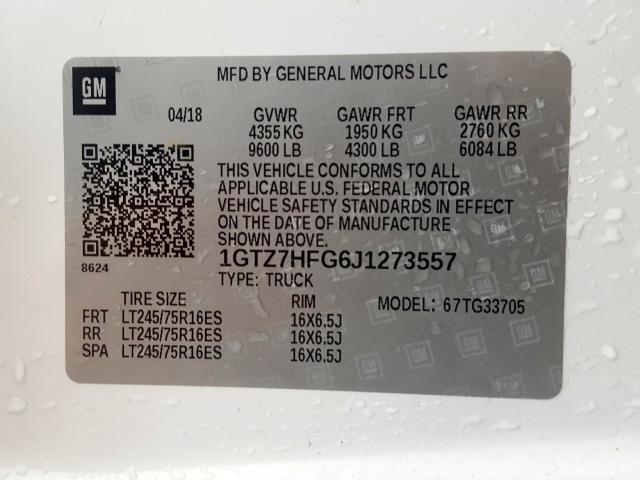 GM
MFD BY GENERAL MOTORS LLC
04/18 GVWR GAWR FRT GAWR RR
4355 KG 1950 KG 2760 KG
9600 LB 4300 LB 6084 LB
THIS VEHICLE CONFORMS TO ALL
APPLICABLE U.S. FEDERAL MOTOR
VEHICLE SAFETY STANDARDS IN EFFECT
ON THE DATE OF MANUFACTURE
SHOWN ABOVE.
8624
1GTZ7HFG6J1273557
TYPE: TRUCK
TIRE SIZE RIM MODEL: 67TG33705
FRT LT245/75R16ES 16X6.5J
RR LT245/75R16ES 16X6.5J
SPA LT245/75R16ES 16X6.5J